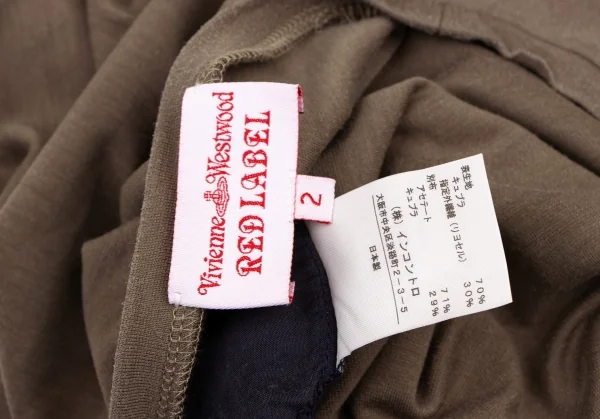 Vivienne Westwood
RED LABEL
2
表生地
キュプラ 70%
指定外繊維（リヨセル） 30%
別布
アセテート 71%
キュプラ 29%
(株) インコントロ
大阪市中央区淡路町2-3-5
日本製